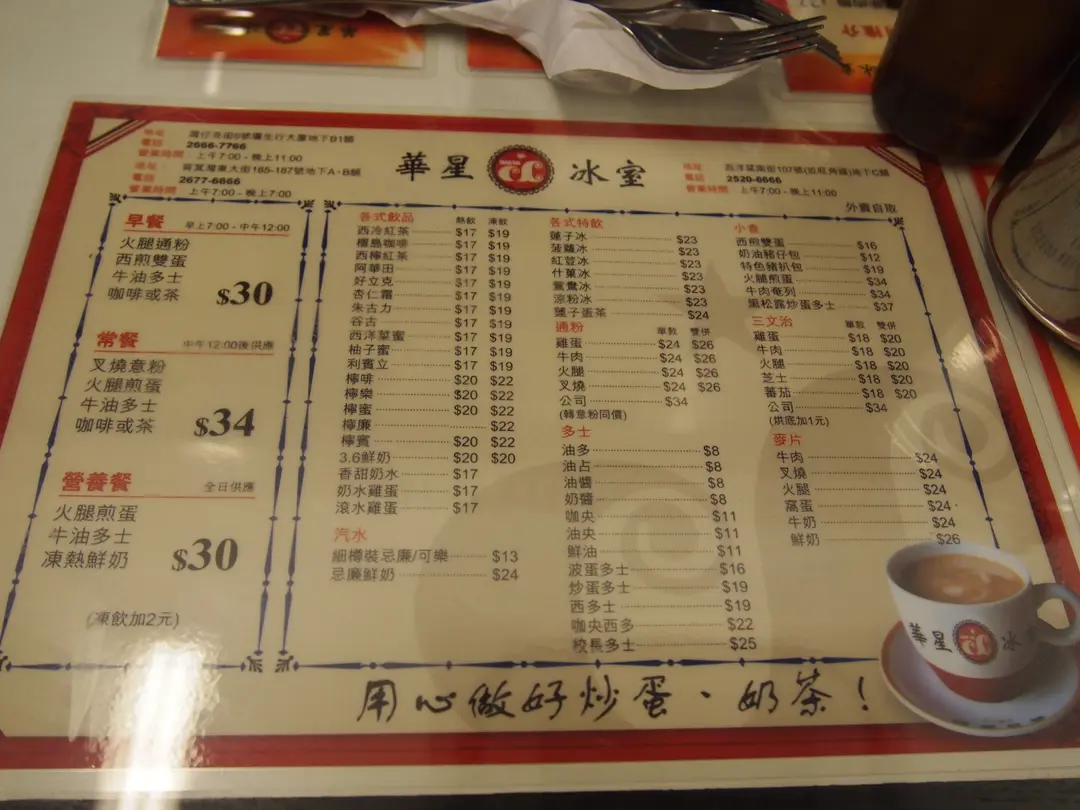 電話 2666-7766
營業時間 上午7:00 - 晚上11:00
電話 2677-6666
營業時間 上午7:00 - 晚上7:00
華星 冰室
電話 2520-6666
營業時間 上午7:00 - 晚上11:00
外賣自取
早餐 早上7:00 - 中午12:00
火腿通粉
西煎雙蛋
牛油多士
咖啡或茶 $30
常餐 中午12:00後供應
叉燒意粉
火腿煎蛋
牛油多士
咖啡或茶 $34
營養餐 全日供應
火腿煎蛋
牛油多士
凍熱鮮奶 $30
(凍飲加2元)
各式飲品 熱飲 凍飲
西冷紅茶 $17 $19
檀島咖啡 $17 $19
西檸紅茶 $17 $19
阿華田 $17 $19
好立克 $17 $19
杏仁霜 $17 $19
朱古力 $17 $19
谷古 $17 $19
西洋菜蜜 $17 $19
柚子蜜 $17 $19
利賓立 $17 $19
檸啡 $20 $22
檸樂 $20 $22
檸蜜 $20 $22
檸廉 $22
檸賓 $20 $22
3.6鮮奶 $20 $20
香甜奶水 $17
奶水雞蛋 $17
滾水雞蛋 $17
汽水
細樽裝忌廉/可樂 $13
忌廉鮮奶 $24
各式特飲
蓮子冰 $23
菠蘿冰 $23
紅荳冰 $23
什菓冰 $23
鴛鴦冰 $23
涼粉冰 $23
蓮子蛋茶 $24
通粉 單款 雙併
雞蛋 $24 $26
牛肉 $24 $26
火腿 $24 $26
叉燒 $24 $26
公司 $34
(轉意粉同價)
多士
油多 $8
油占 $8
油醬 $8
奶醬 $8
咖央 $11
油央 $11
鮮油 $11
波蛋多士 $16
炒蛋多士 $19
西多士 $19
咖央西多 $22
校長多士 $25
小食
西煎雙蛋 $16
奶油豬仔包 $12
特色豬扒包 $19
火腿煎蛋 $34
牛肉奄列 $34
黑松露炒蛋多士 $37
三文治 單款 雙併
雞蛋 $18 $20
牛肉 $18 $20
火腿 $18 $20
芝士 $18 $20
蕃茄 $18 $20
公司 $34
(烘底加1元)
麥片
牛肉 $24
叉燒 $24
火腿 $24
窩蛋 $24
牛奶 $24
鮮奶 $26
華星 冰
用心做好炒蛋、奶茶！